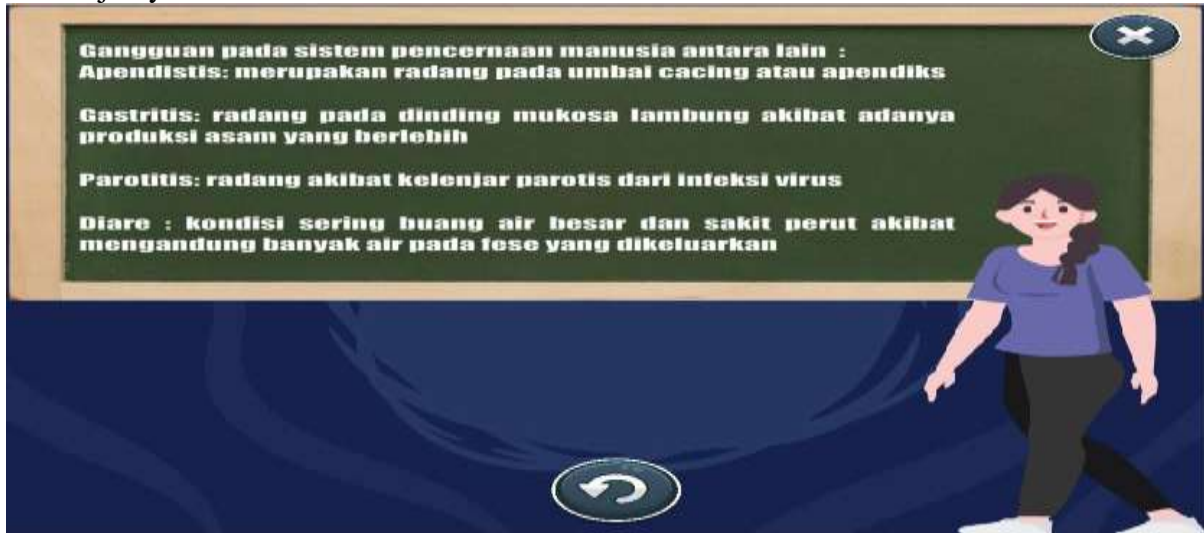 Gangguan pada sistem pencernaan manusia antara lain :
Apendistis: merupakan radang pada umbai cacing atau apendiks
Gastritis: radang pada dinding mukosa lambung akibat adanya
produksi asam yang berlebih
Parotitis: radang akibat kelenjar parotis dari infeksi virus
Diare : kondisi sering buang air besar dan sakit perut akibat
mengandung banyak air pada fese yang dikeluarkan